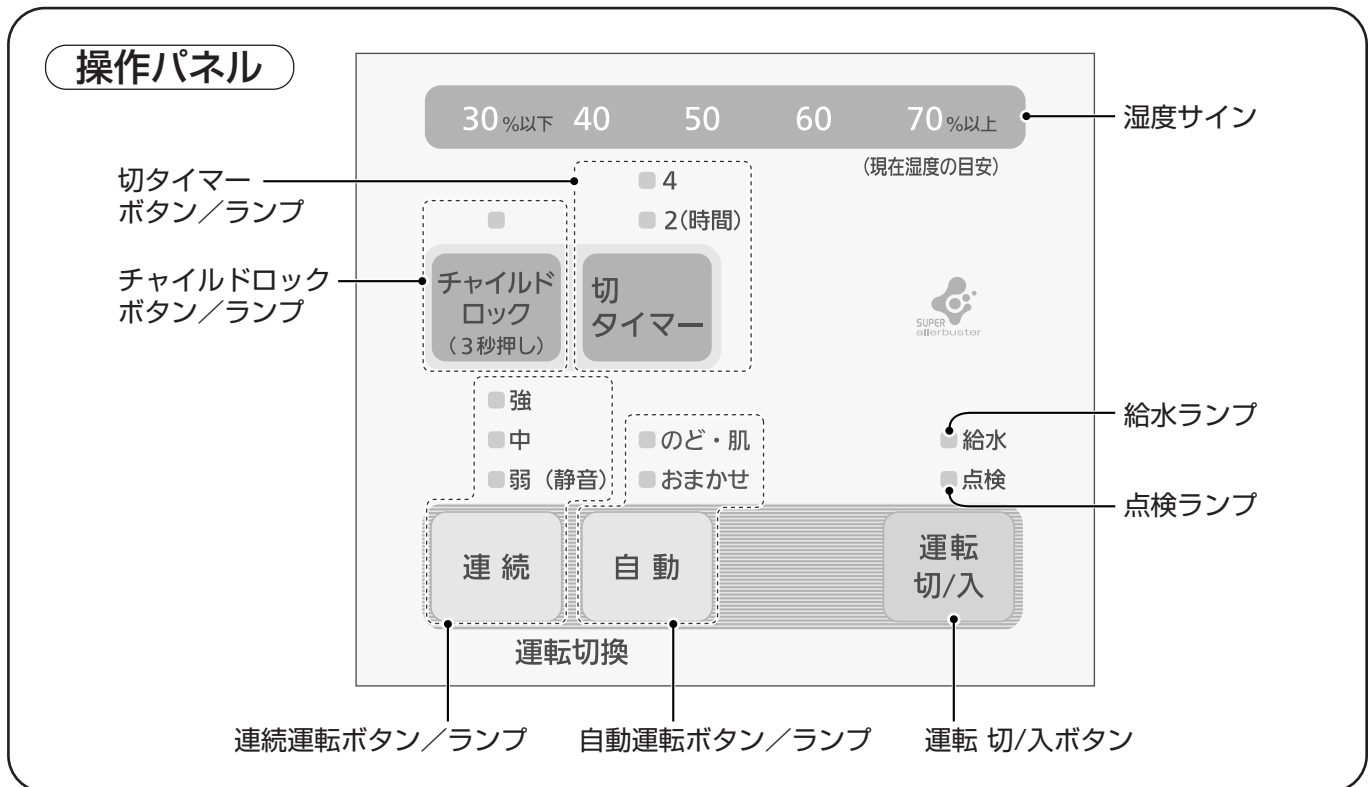 操作パネル
30%以下 40 50 60 70%以上
湿度サイン
(現在湿度の目安)
切タイマー
ボタン／ランプ
4
2(時間)
チャイルドロック
ボタン／ランプ
チャイルド
ロック
(3秒押し)
切
タイマー
SUPER
allerbuster
強
中
弱（静音）
のど・肌
おまかせ
給水
点検
給水ランプ
点検ランプ
連続
自動
運転
切/入
運転切換
連続運転ボタン／ランプ
自動運転ボタン／ランプ
運転 切/入ボタン